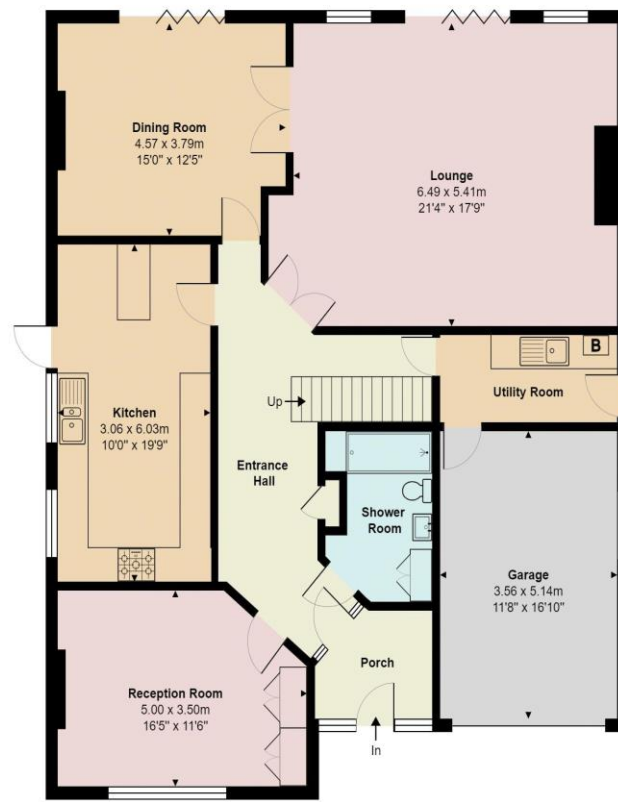 Dining Room
4.57 x 3.79m
15'0" x 12'5"
Lounge
6.49 x 5.41m
21'4" x 17'9"
B
Utility Room
Up
Kitchen
3.06 x 6.03m
10'0" x 19'9"
Entrance
Hall
Shower
Room
Garage
3.56 x 5.14m
11'8" x 16'10"
Porch
Reception Room
5.00 x 3.50m
16'5" x 11'6"
In